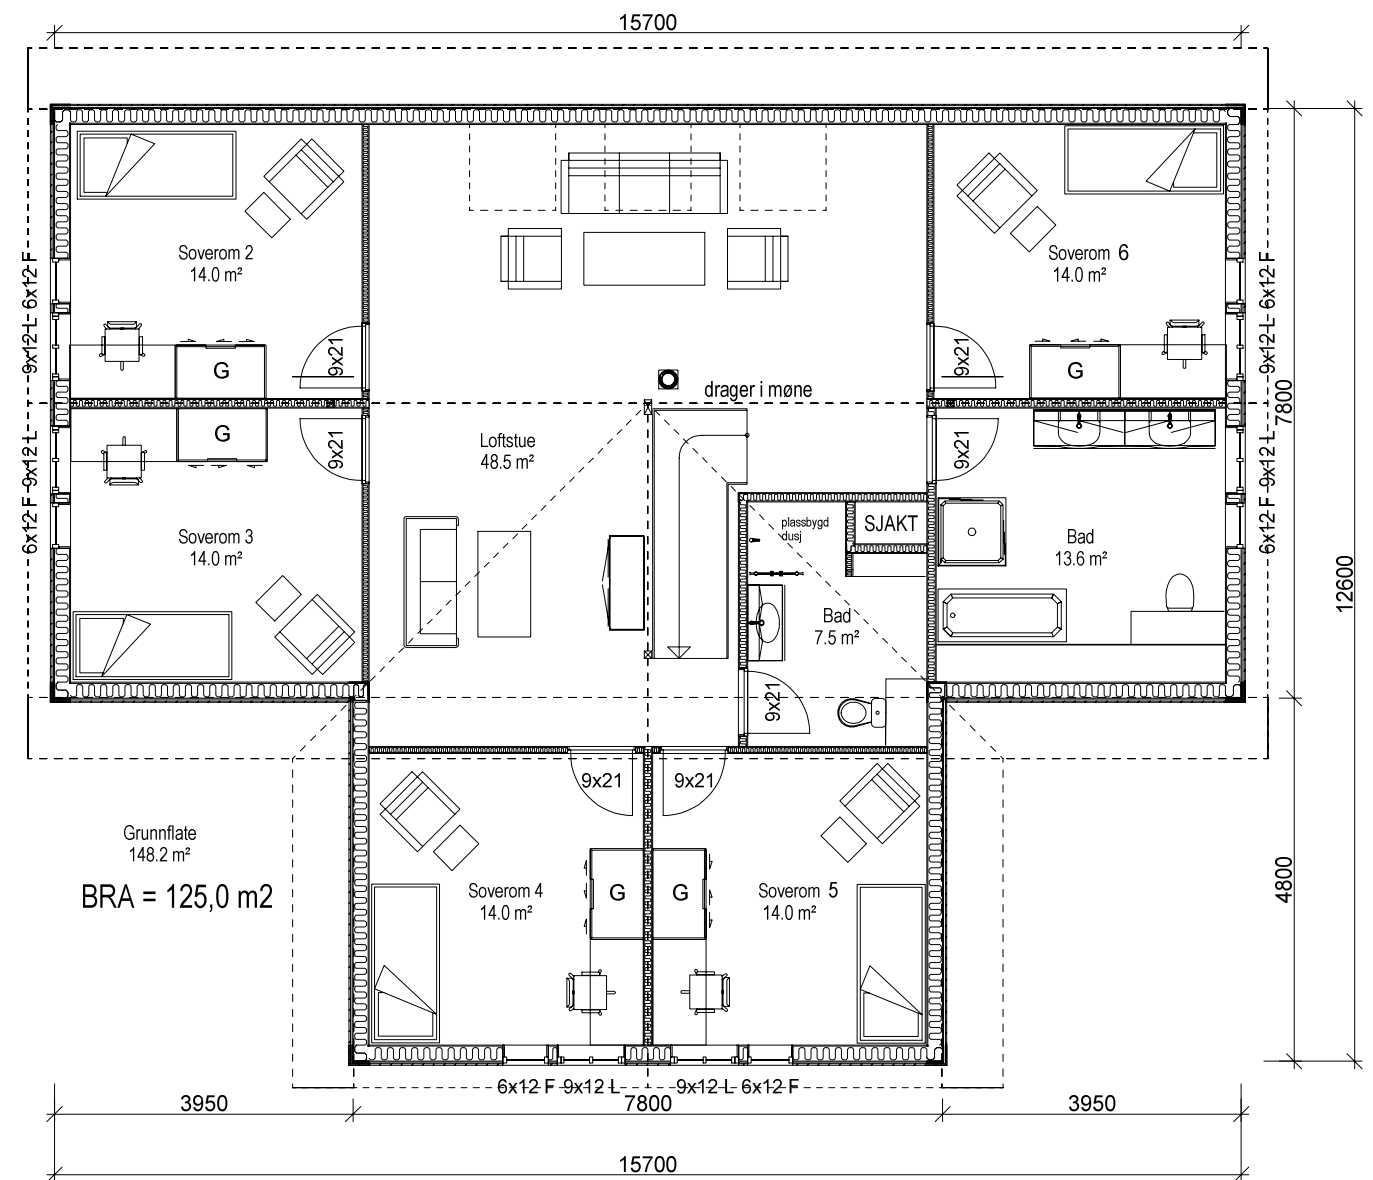 15700
Soverom 2
14.0 m²
Soverom 6
14.0 m²
6x12 F
9x12 L
6x12 F
9x12 L
G
9x21
9x21
G
drager i møne
7800
G
9x21
Loftstue
48.5 m²
9x21
9x12 L
6x12 F
9x12 L
6x12 F
Soverom 3
14.0 m²
plassbygd
dusj
SJAKT
Bad
13.6 m²
12600
Bad
7.5 m²
9x21
9x21
9x21
Grunnflate
148.2 m²
BRA = 125,0 m2
Soverom 4
14.0 m²
G
G
Soverom 5
14.0 m²
4800
6x12 F 9x12 L
9x12 L 6x12 F
3950
7800
3950
15700